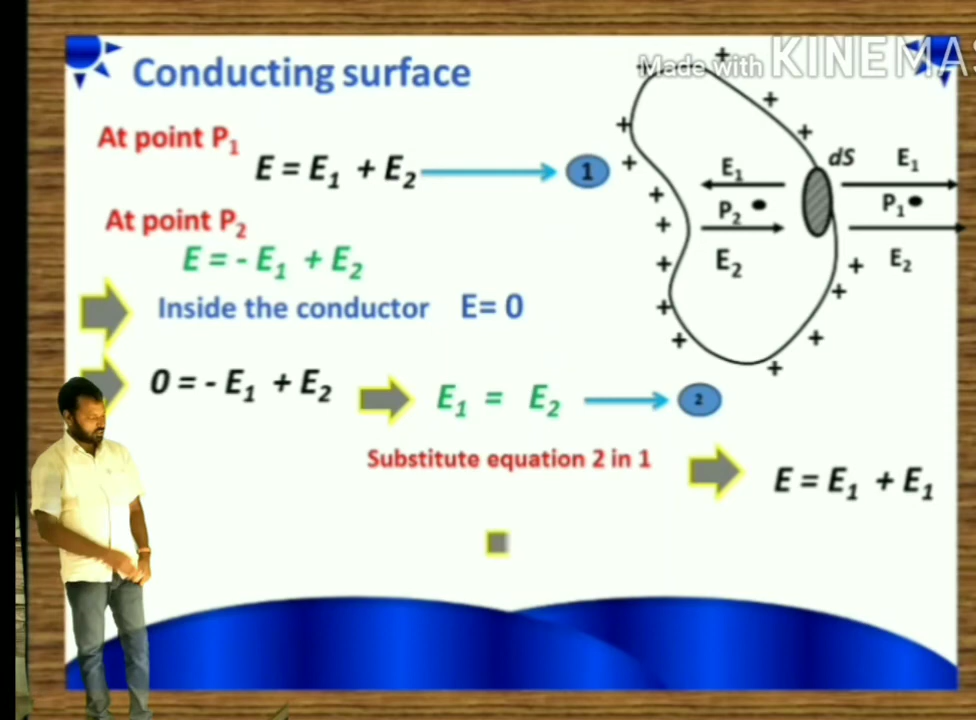 Made with KINEMAS
Conducting surface
At point P₁
E = E₁ + E₂
1
At point P₂
E = - E₁ + E₂
Inside the conductor E= 0
0 = - E₁ + E₂
E₁ = E₂
2
Substitute equation 2 in 1
E = E₁ + E₁
dS
E₁
E₁
P₂
P₁
E₂
E₂